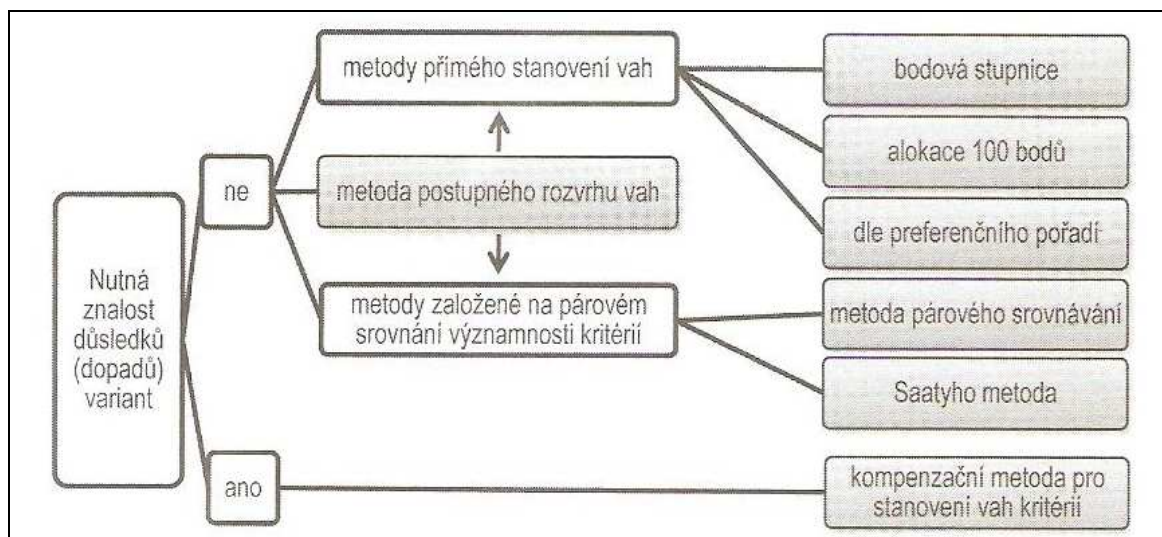 Nutná
znalost
důsledků
(dopadů)
variant
ne
ano
metody přímého stanovení vah
metoda postupného rozvrhu vah
metody založené na párovém
srovnání významnosti kritérií
bodová stupnice
alokace 100 bodů
dle preferenčního pořadí
metoda párového srovnávání
Saatyho metoda
kompenzační metoda pro
stanovení vah kritérií